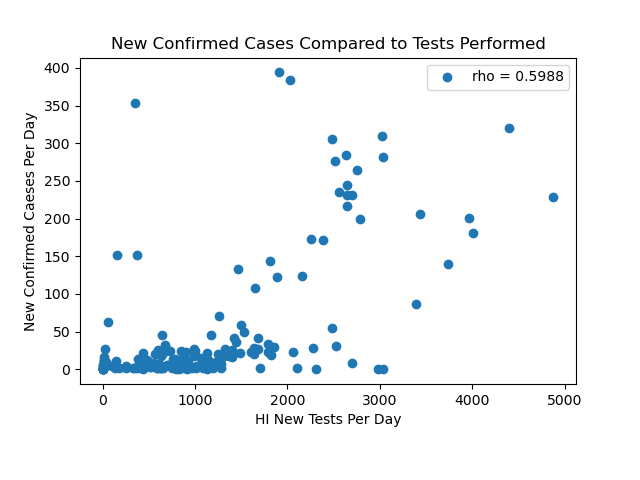 New Confirmed Cases Compared to Tests Performed
rho = 0.5988
New Confirmed Caeses Per Day
400
350
300
250
200
150
100
50
0
0 1000 2000 3000 4000 5000
HI New Tests Per Day